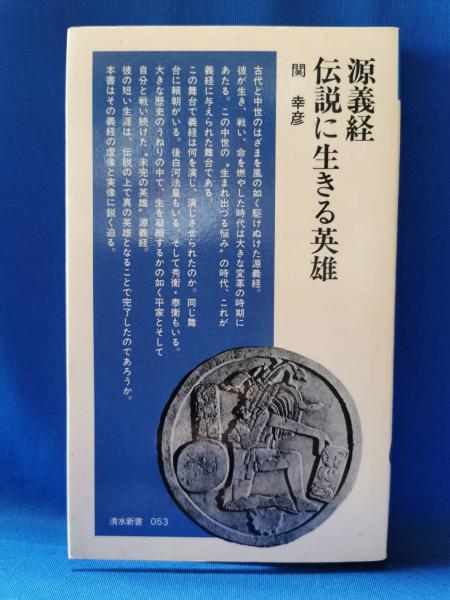 源義経
伝説に生きる英雄
関 幸彦
古代と中世のはざまを風の如く駆けぬけた源義経。
彼が生き、戦い、命を燃やした時代は大きな変革の時期に
あたる。この中世の〝生まれ出づる悩み〟の時代、これが
義経に与えられた舞台である。
この舞台で義経は何を演じ、演じさせられたのか。同じ舞
台に頼朝がいる。後白河法皇もいる。そして秀衡・泰衡もいる。
大きな歴史のうねりの中で、生を凝縮するかの如く平家とそして
自分と戦い続けた〝未完の英雄〟源義経。
彼の短い生涯は、伝説の上で真の英雄となることで完了したのであろうか。
本書はその義経の虚像と実像に鋭く迫る。
清水新書 053